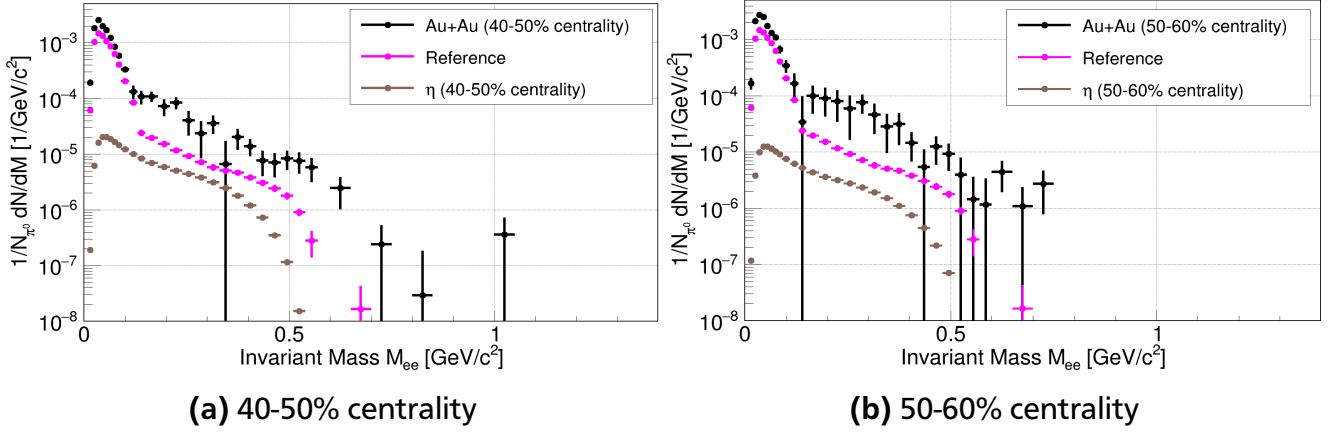 Au+Au (40-50% centrality)
Reference
η (40-50% centrality)
1/N_π⁰ dN/dM [1/GeV/c²]
10⁻³
10⁻⁴
10⁻⁵
10⁻⁶
10⁻⁷
10⁻⁸
0 0.5 1
Invariant Mass M_ee [GeV/c²]
(a) 40-50% centrality
Au+Au (50-60% centrality)
Reference
η (50-60% centrality)
1/N_π⁰ dN/dM [1/GeV/c²]
10⁻³
10⁻⁴
10⁻⁵
10⁻⁶
10⁻⁷
10⁻⁸
0 0.5 1
Invariant Mass M_ee [GeV/c²]
(b) 50-60% centrality